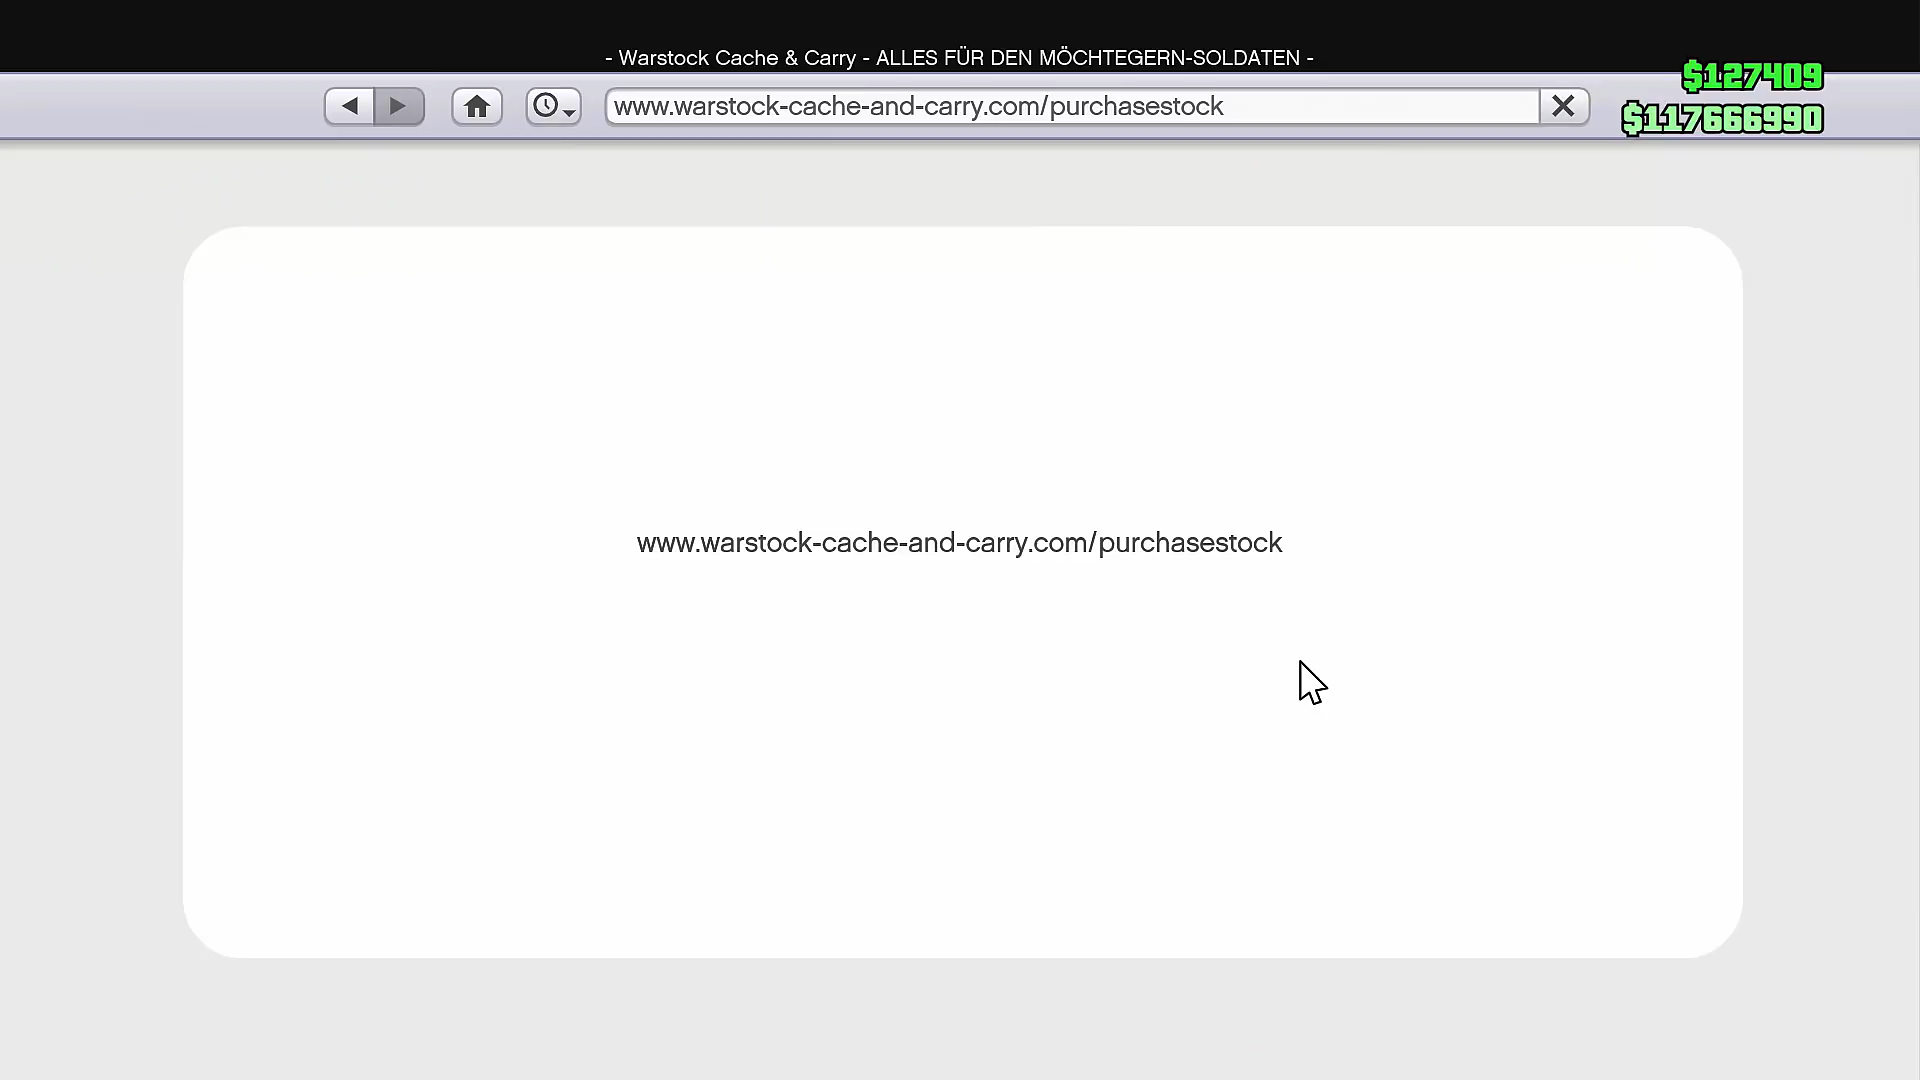 - Warstock Cache & Carry - ALLES FÜR DEN MÖCHTEGERN-SOLDATEN -
www.warstock-cache-and-carry.com/purchasestock
$127409
$117666990
www.warstock-cache-and-carry.com/purchasestock